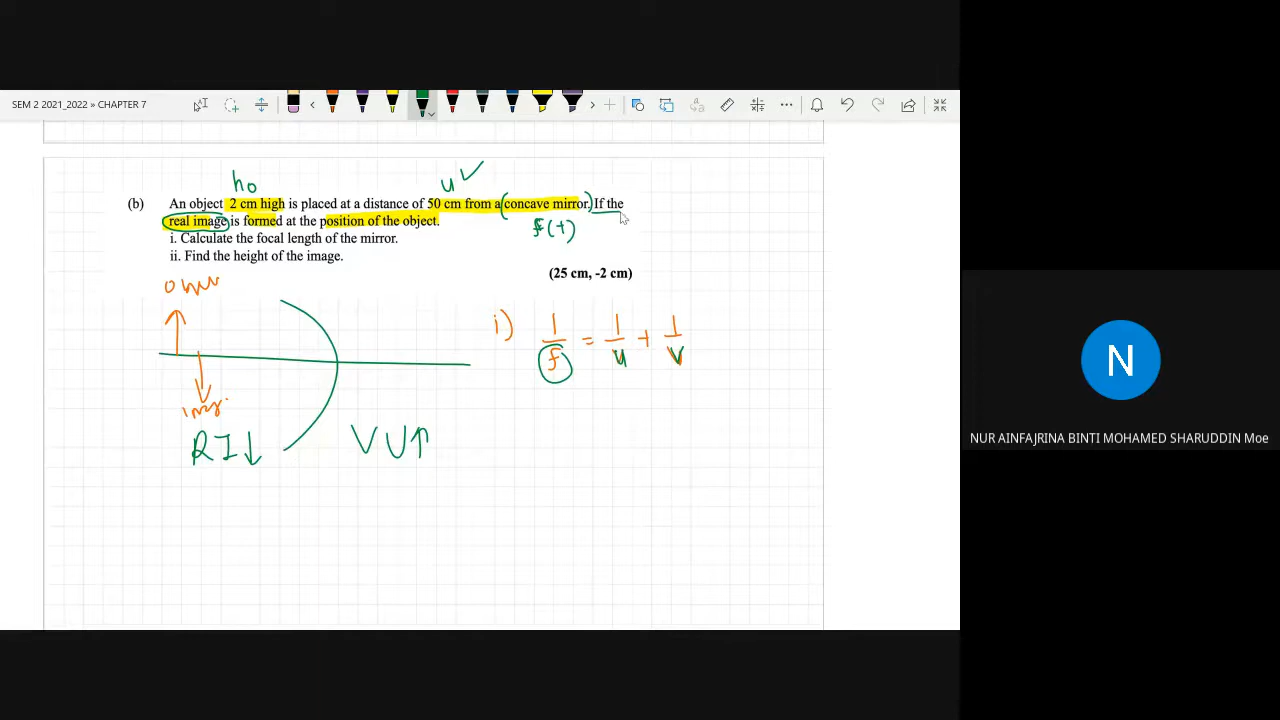 SEM 2 2021_2022 » CHAPTER 7
ho
u ✓
(b) An object 2 cm high is placed at a distance of 50 cm from a (concave mirror.) If the
real image is formed at the position of the object.
f (+)
i. Calculate the focal length of the mirror.
ii. Find the height of the image.
(25 cm, -2 cm)
i) 1/f = 1/u + 1/v
RI↓ VU↑
N
NUR AINFAJRINA BINTI MOHAMED SHARUDDIN Moe